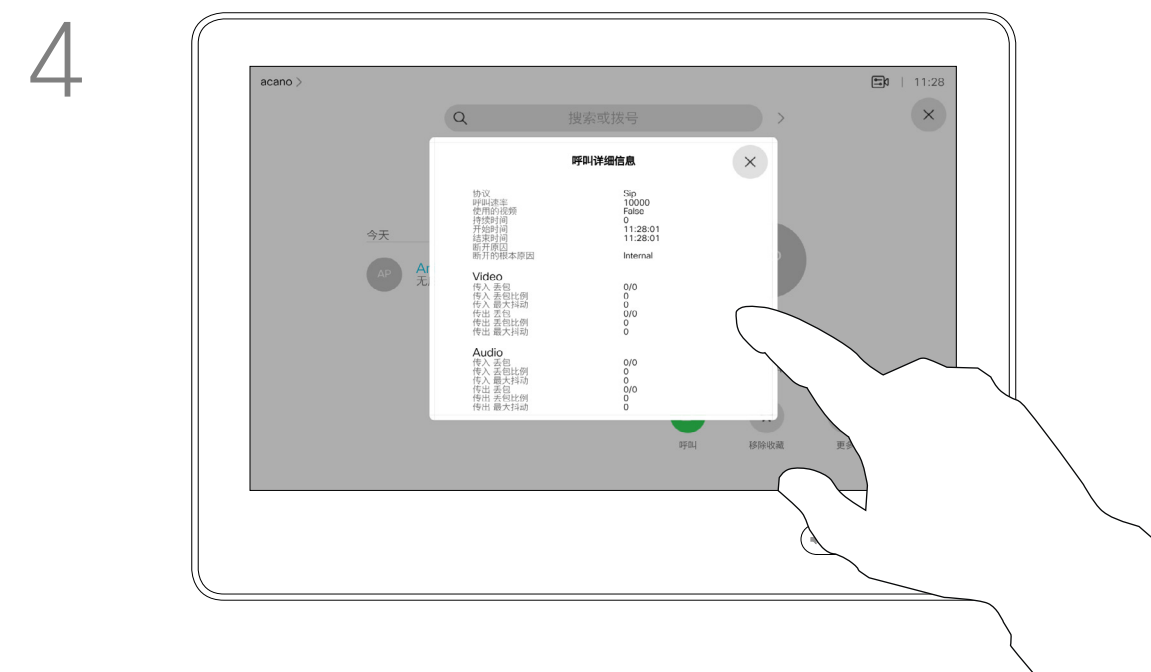 4
acano >
11:28
搜索或拨号
呼叫详细信息
协议 Sip
呼叫速率 10000
使用的视频 False
持续时间 0
开始时间 11:28:01
结束时间 11:28:01
断开原因
断开的根本原因 Internal
Video
传入 丢包 0/0
传入 丢包比例 0
传入 最大抖动 0
传出 丢包 0/0
传出 丢包比例 0
传出 最大抖动 0
Audio
传入 丢包 0/0
传入 丢包比例 0
传入 最大抖动 0
传出 丢包 0/0
传出 丢包比例 0
传出 最大抖动 0
今天
AP
呼叫
移除收藏
更多